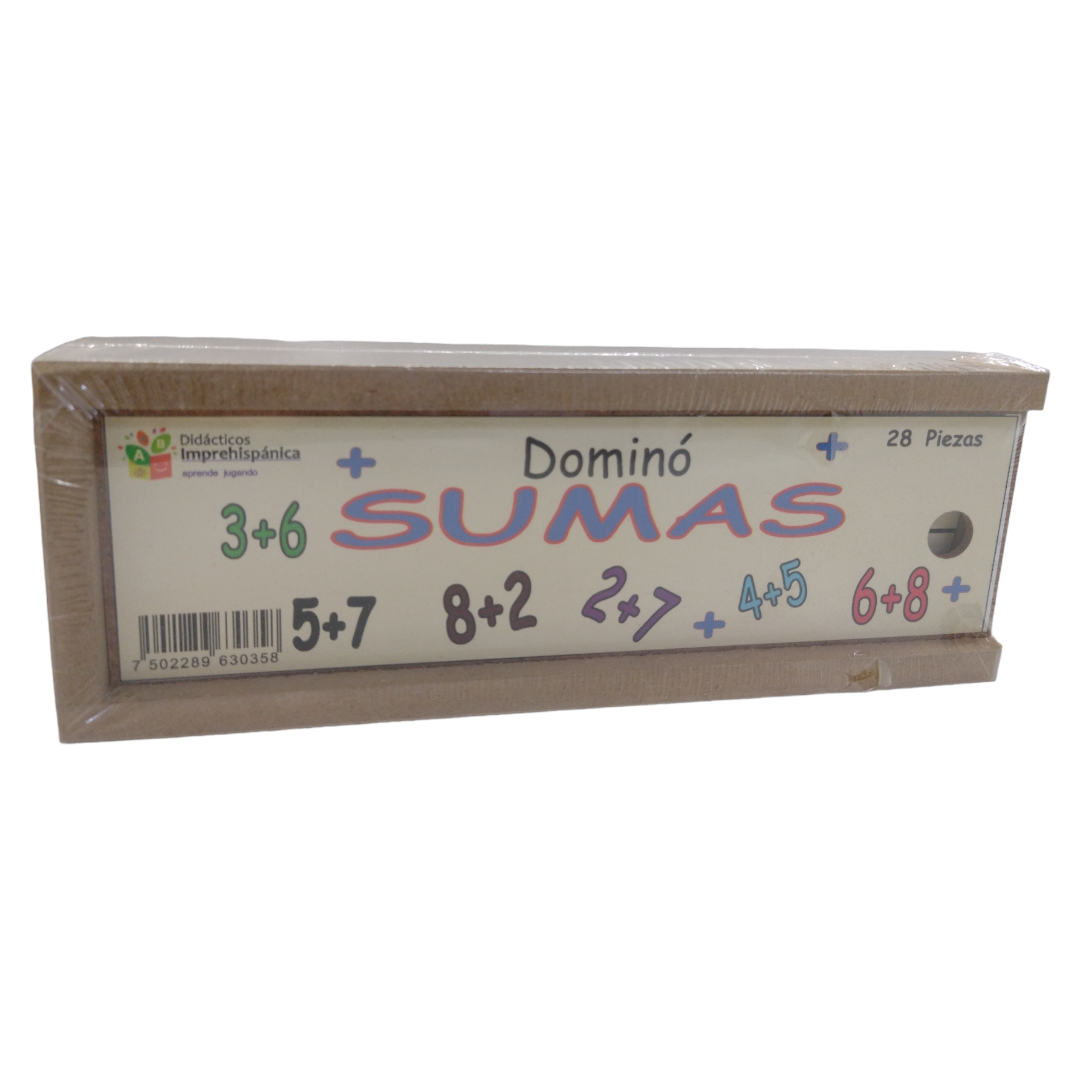 Didácticos
Imprehispánica
aprende jugando
Dominó
28 Piezas
SUMAS
3+6
5+7
8+2
2+7
4+5
6+8
7 502289 630358